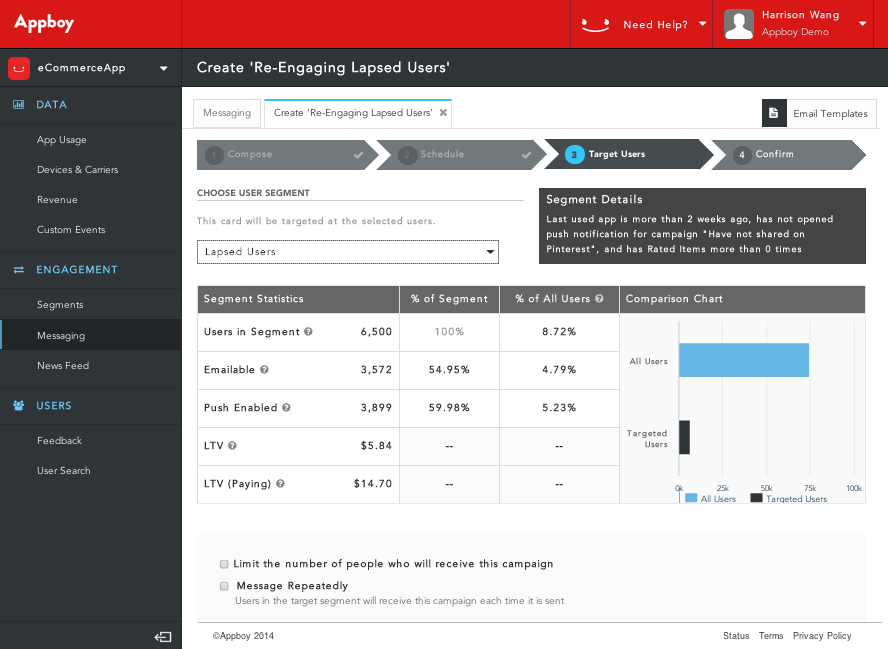 Appboy
Need Help?
Harrison Wang
Appboy Demo
eCommerceApp
Create 'Re-Engaging Lapsed Users'
DATA
App Usage
Devices & Carriers
Revenue
Custom Events
ENGAGEMENT
Segments
Messaging
News Feed
USERS
Feedback
User Search
Messaging
Create 'Re-Engaging Lapsed Users'
Email Templates
1 Compose
2 Schedule
3 Target Users
4 Confirm
CHOOSE USER SEGMENT
This card will be targeted at the selected users.
Lapsed Users
Segment Details
Last used app is more than 2 weeks ago, has not opened
push notification for campaign "Have not shared on
Pinterest", and has Rated Items more than 0 times
Segment Statistics % of Segment % of All Users ? Comparison Chart
Users in Segment ? 6,500 100% 8.72%
Emailable ? 3,572 54.95% 4.79%
Push Enabled ? 3,899 59.98% 5.23%
LTV ? $5.84 -- --
LTV (Paying) ? $14.70 -- --
All Users
Targeted
Users
0k 25k 50k 75k 100k
All Users Targeted Users
Limit the number of people who will receive this campaign
Message Repeatedly
Users in the target segment will receive this campaign each time it is sent
©Appboy 2014
Status Terms Privacy Policy